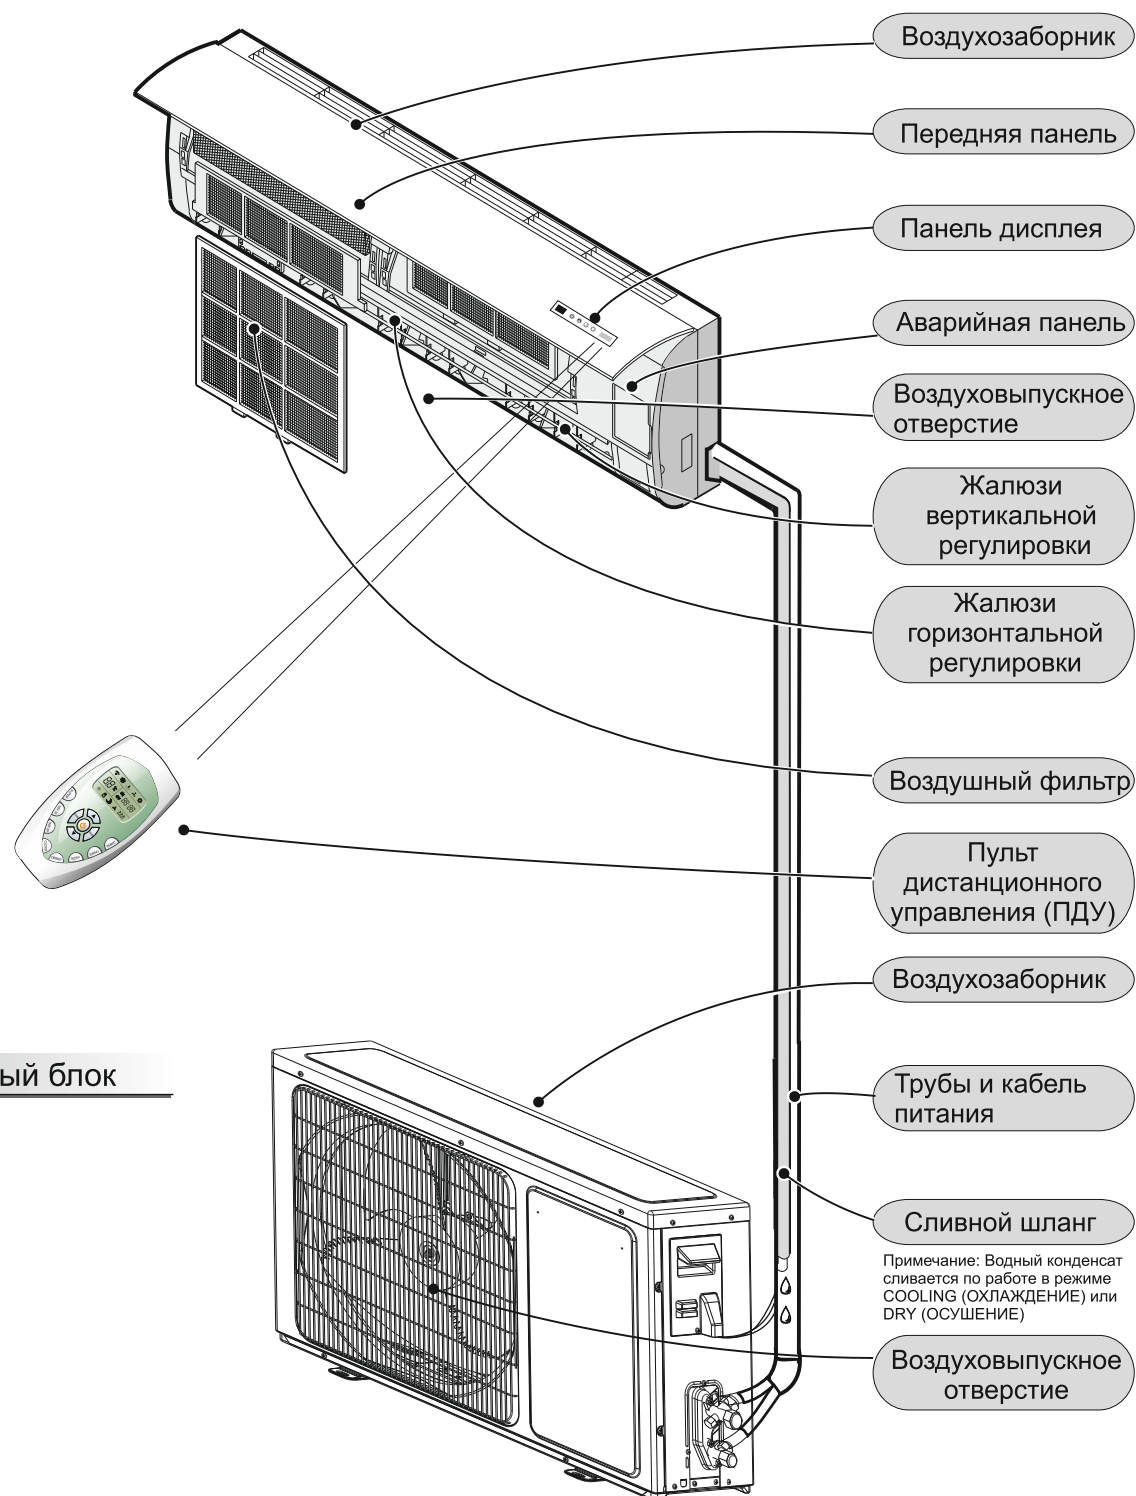 Воздухозаборник
Передняя панель
Панель дисплея
Аварийная панель
Воздуховыпускное
отверстие
Жалюзи
вертикальной
регулировки
Жалюзи
горизонтальной
регулировки
Воздушный фильтр
Пульт
дистанционного
управления (ПДУ)
Воздухозаборник
ый блок
Трубы и кабель
питания
Сливной шланг
Примечание: Водный конденсат
сливается по работе в режиме
COOLING (ОХЛАЖДЕНИЕ) или
DRY (ОСУШЕНИЕ)
Воздуховыпускное
отверстие